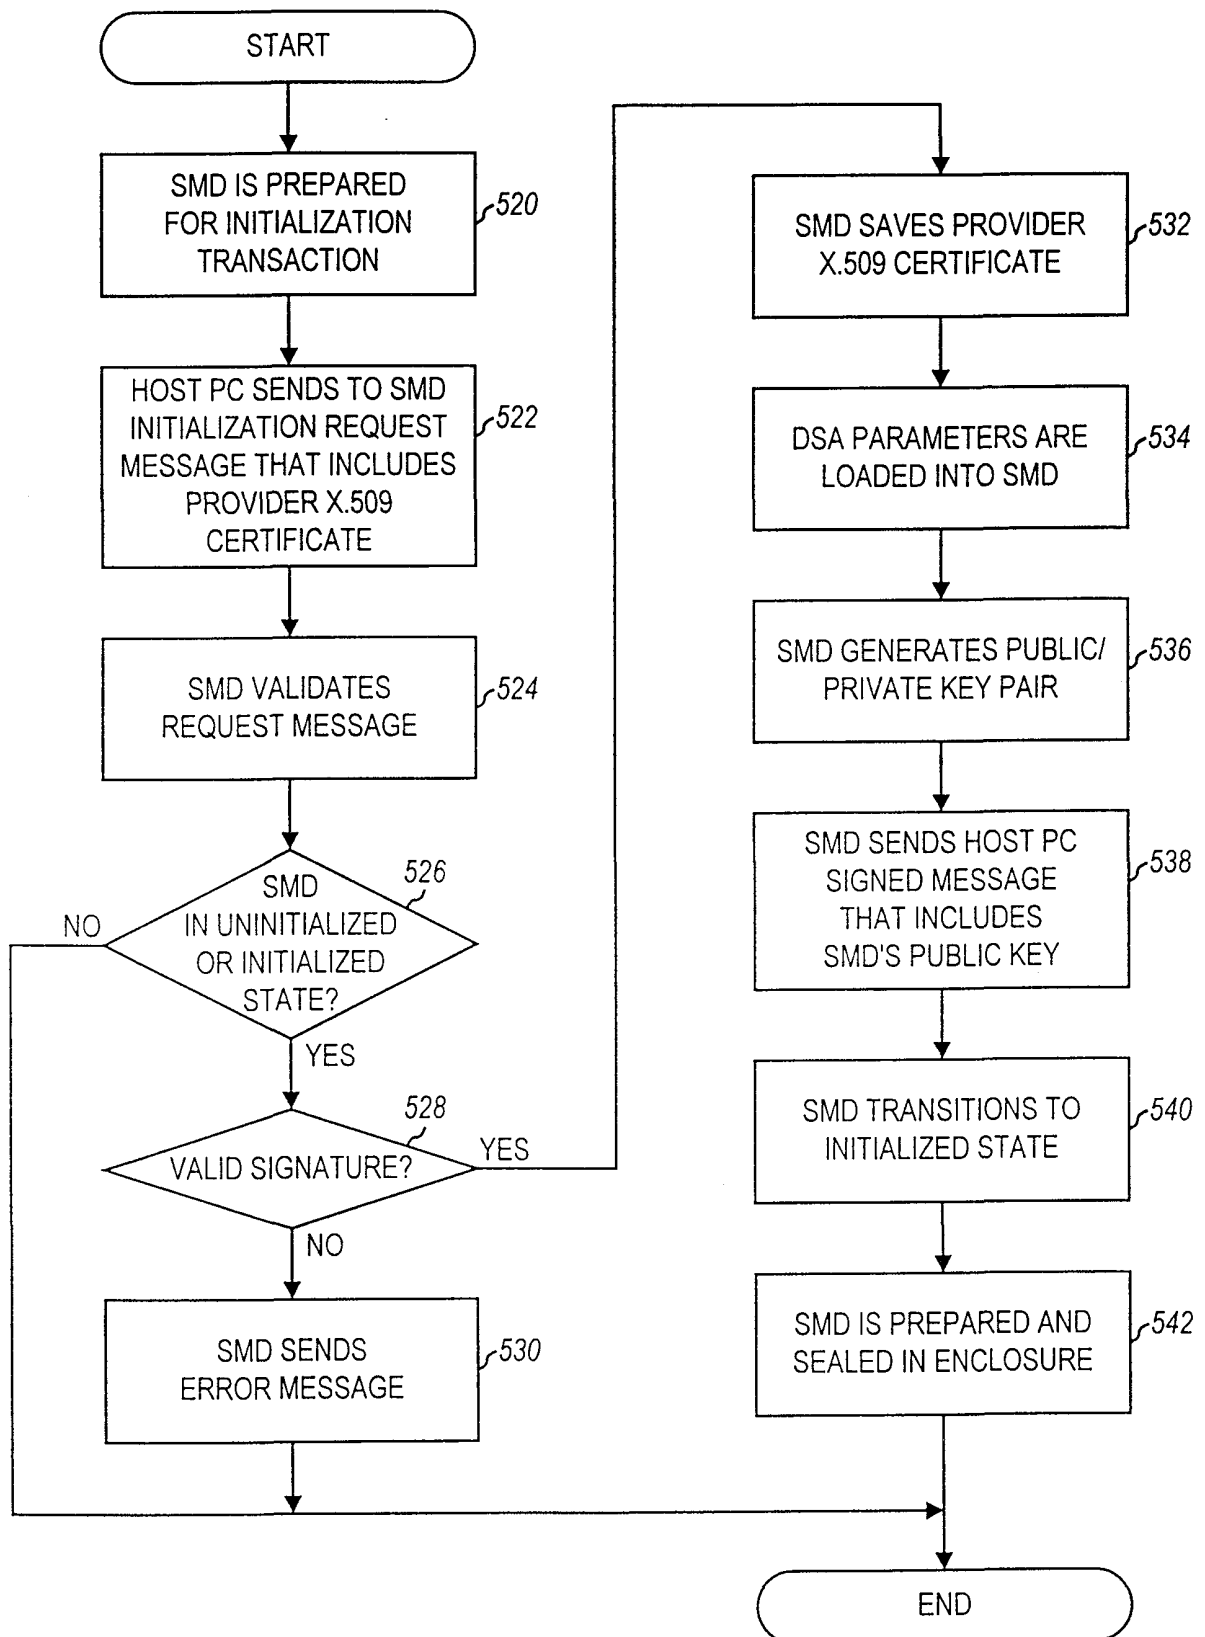 START
SMD IS PREPARED
FOR INITIALIZATION
TRANSACTION
520
HOST PC SENDS TO SMD
INITIALIZATION REQUEST
MESSAGE THAT INCLUDES
PROVIDER X.509
CERTIFICATE
522
SMD VALIDATES
REQUEST MESSAGE
524
SMD
IN UNINITIALIZED
OR INITIALIZED
STATE?
526
NO
YES
VALID SIGNATURE?
528
YES
NO
SMD SENDS
ERROR MESSAGE
530
SMD SAVES PROVIDER
X.509 CERTIFICATE
532
DSA PARAMETERS ARE
LOADED INTO SMD
534
SMD GENERATES PUBLIC/
PRIVATE KEY PAIR
536
SMD SENDS HOST PC
SIGNED MESSAGE
THAT INCLUDES
SMD'S PUBLIC KEY
538
SMD TRANSITIONS TO
INITIALIZED STATE
540
SMD IS PREPARED AND
SEALED IN ENCLOSURE
542
END